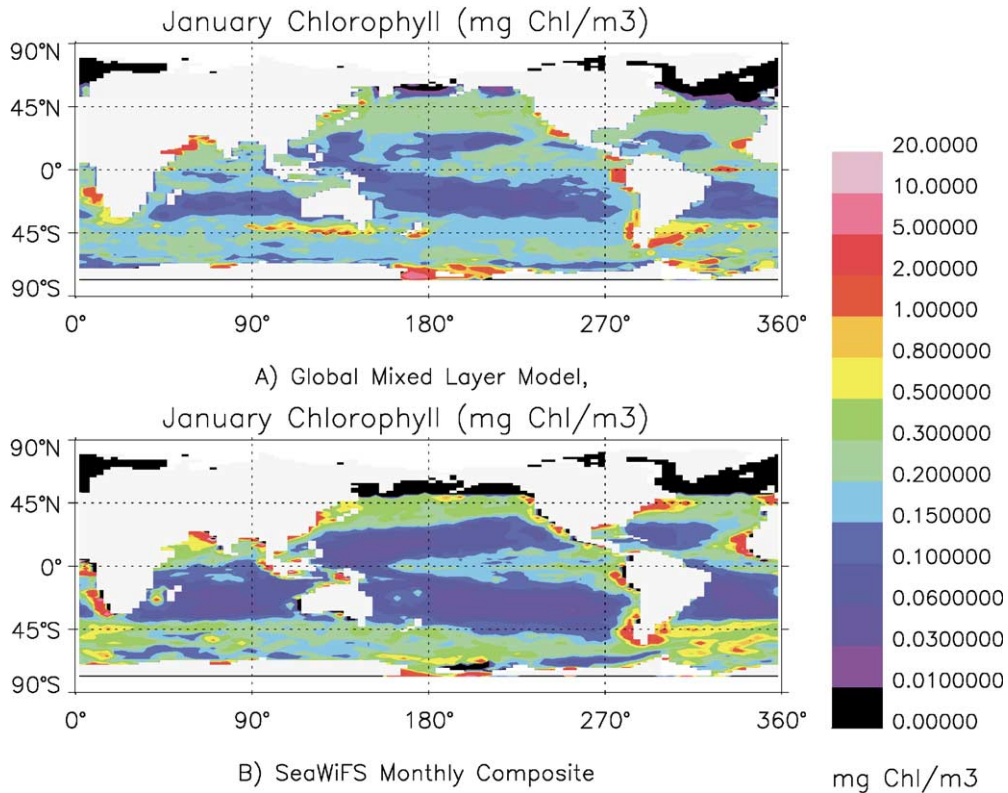 January Chlorophyll (mg Chl/m3)
90°N
45°N
0°
45°S
90°S
0° 90° 180° 270° 360°
A) Global Mixed Layer Model,
January Chlorophyll (mg Chl/m3)
90°N
45°N
0°
45°S
90°S
0° 90° 180° 270° 360°
B) SeaWiFS Monthly Composite
20.0000
10.0000
5.00000
2.00000
1.00000
0.800000
0.500000
0.300000
0.200000
0.150000
0.100000
0.0600000
0.0300000
0.0100000
0.00000
mg Chl/m3